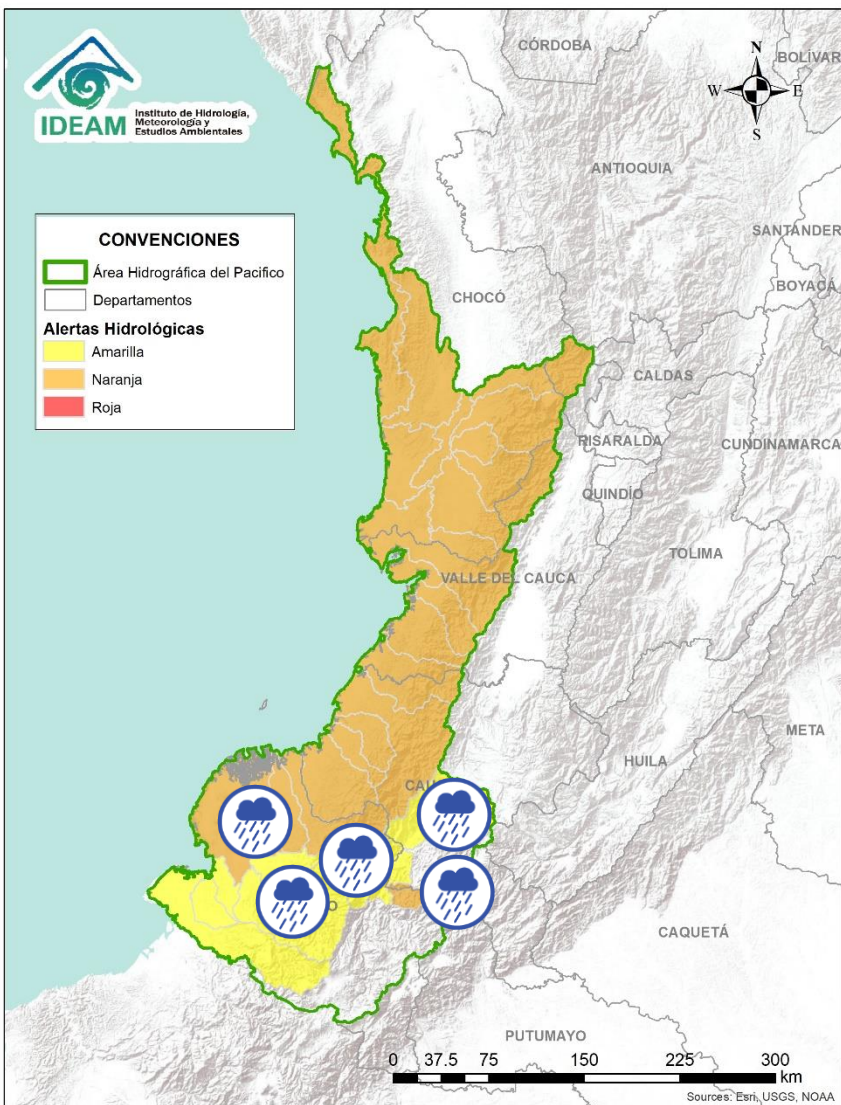 IDEAM
Instituto de Hidrología,
Meteorología y
Estudios Ambientales
CÓRDOBA
BOLÍVAR
N
W
E
S
ANTIOQUIA
SANTÁNDER
BOYACÁ
CONVENCIONES
Área Hidrográfica del Pacifico
Departamentos
Alertas Hidrológicas
Amarilla
Naranja
Roja
CHOCÓ
CALDAS
RISARALDA
CUNDINAMARCA
QUINDÍO
TOLIMA
VALLE DEL CAUCA
META
HUILA
CAQUETÁ
PUTUMAYO
0 37.5 75 150 225 300
km
Sources: Esri, USGS, NOAA